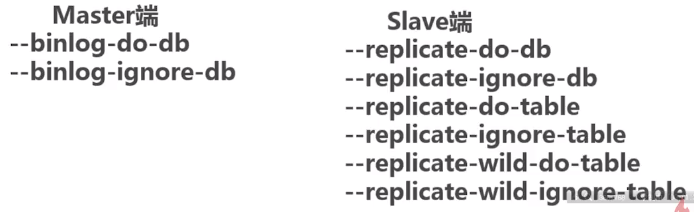 Master端
--binlog-do-db
--binlog-ignore-db
Slave端
--replicate-do-db
--replicate-ignore-db
--replicate-do-table
--replicate-ignore-table
--replicate-wild-do-table
--replicate-wild-ignore-table